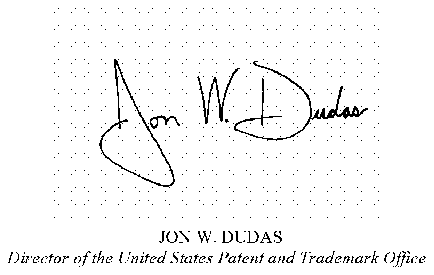 Jon W. Dudas
JON W. DUDAS
Director of the United States Patent and Trademark Office